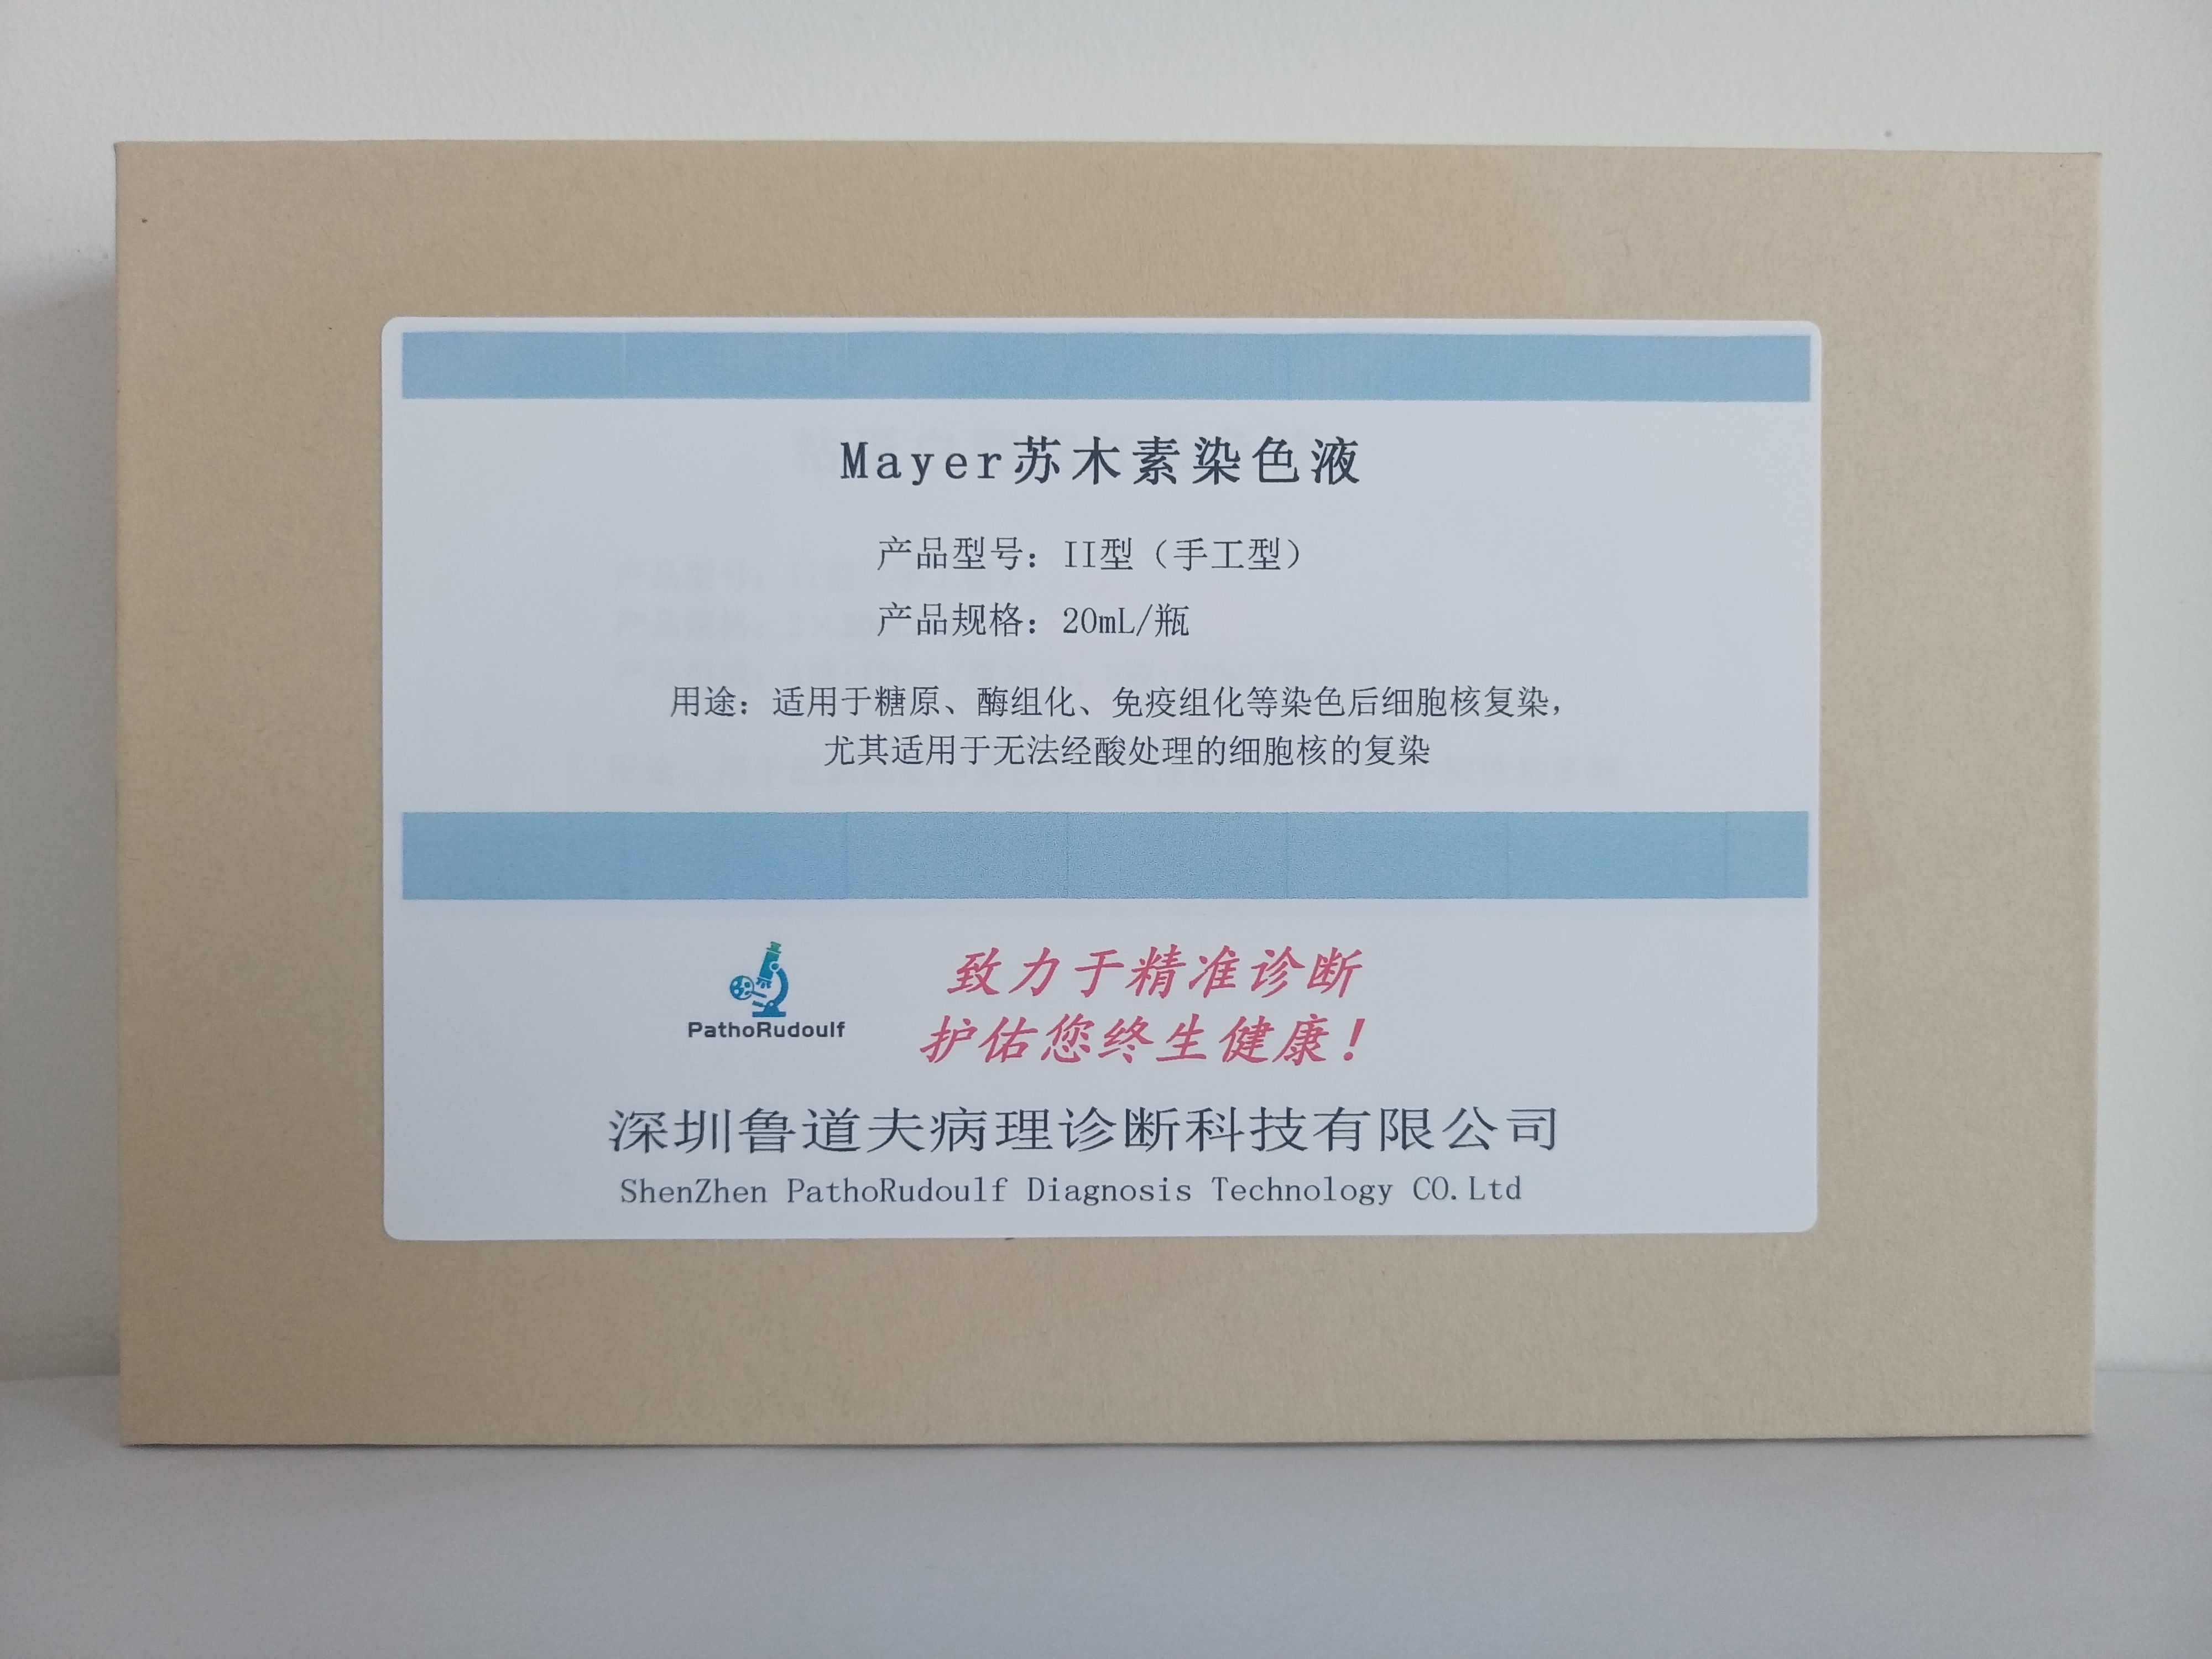 Mayer苏木素染色液
产品型号：II型（手工型）
产品规格：20mL/瓶
用途：适用于糖原、酶组化、免疫组化等染色后细胞核复染，
尤其适用于无法经酸处理的细胞核的复染
PathoRudoulf
致力于精准诊断
护佑您终生健康！
深圳鲁道夫病理诊断科技有限公司
ShenZhen PathoRudoulf Diagnosis Technology CO.Ltd